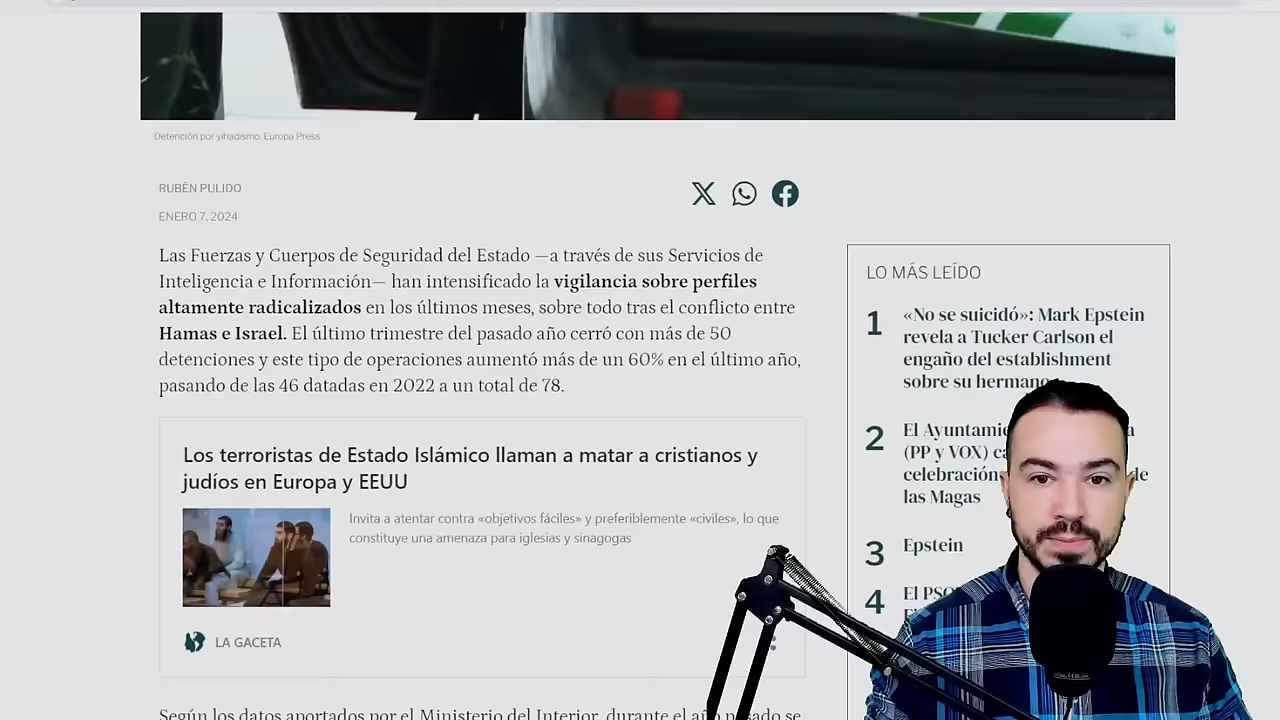 Detención por yihadismo. Europa Press
RUBÉN PULIDO
ENERO 7, 2024
Las Fuerzas y Cuerpos de Seguridad del Estado —a través de sus Servicios de
Inteligencia e Información— han intensificado la vigilancia sobre perfiles
altamente radicalizados en los últimos meses, sobre todo tras el conflicto entre
Hamas e Israel. El último trimestre del pasado año cerró con más de 50
detenciones y este tipo de operaciones aumentó más de un 60% en el último año,
pasando de las 46 datadas en 2022 a un total de 78.
Los terroristas de Estado Islámico llaman a matar a cristianos y
judíos en Europa y EEUU
Invita a atentar contra «objetivos fáciles» y preferiblemente «civiles», lo que
constituye una amenaza para iglesias y sinagogas
LA GACETA
Según los datos aportados por el Ministerio del Interior, durante el año pasado se
LO MÁS LEÍDO
1 «No se suicidó»: Mark Epstein
revela a Tucker Carlson el
engaño del establishment
sobre su hermano
2 El
(PP y VOX)
celebración de
las Magas
3 Epstein
4 El